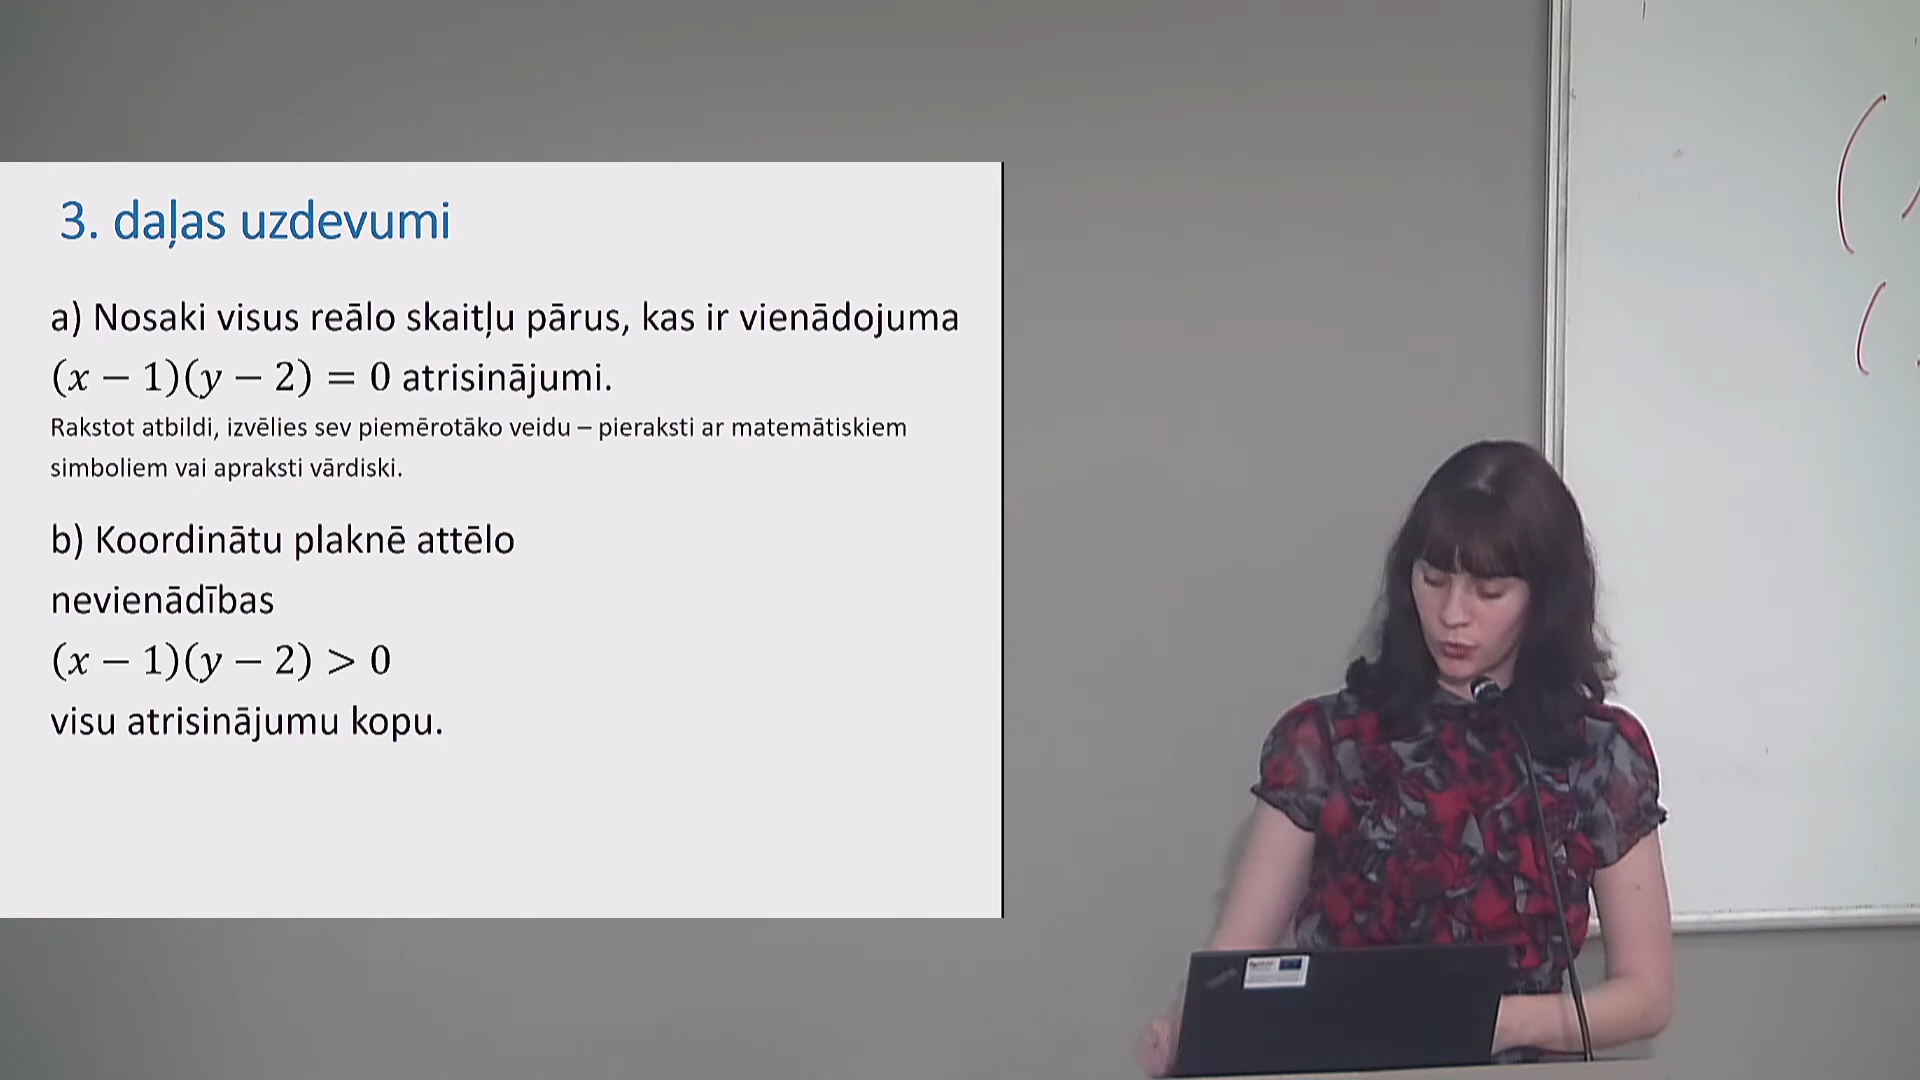 3. daļas uzdevumi
a) Nosaki visus reālo skaitļu pārus, kas ir vienādojuma
(x − 1)(y − 2) = 0 atrisinājumi.
Rakstot atbildi, izvēlies sev piemērotāko veidu – pieraksti ar matemātiskiem
simboliem vai apraksti vārdiski.
b) Koordinātu plaknē attēlo
nevienādības
(x − 1)(y − 2) > 0
visu atrisinājumu kopu.